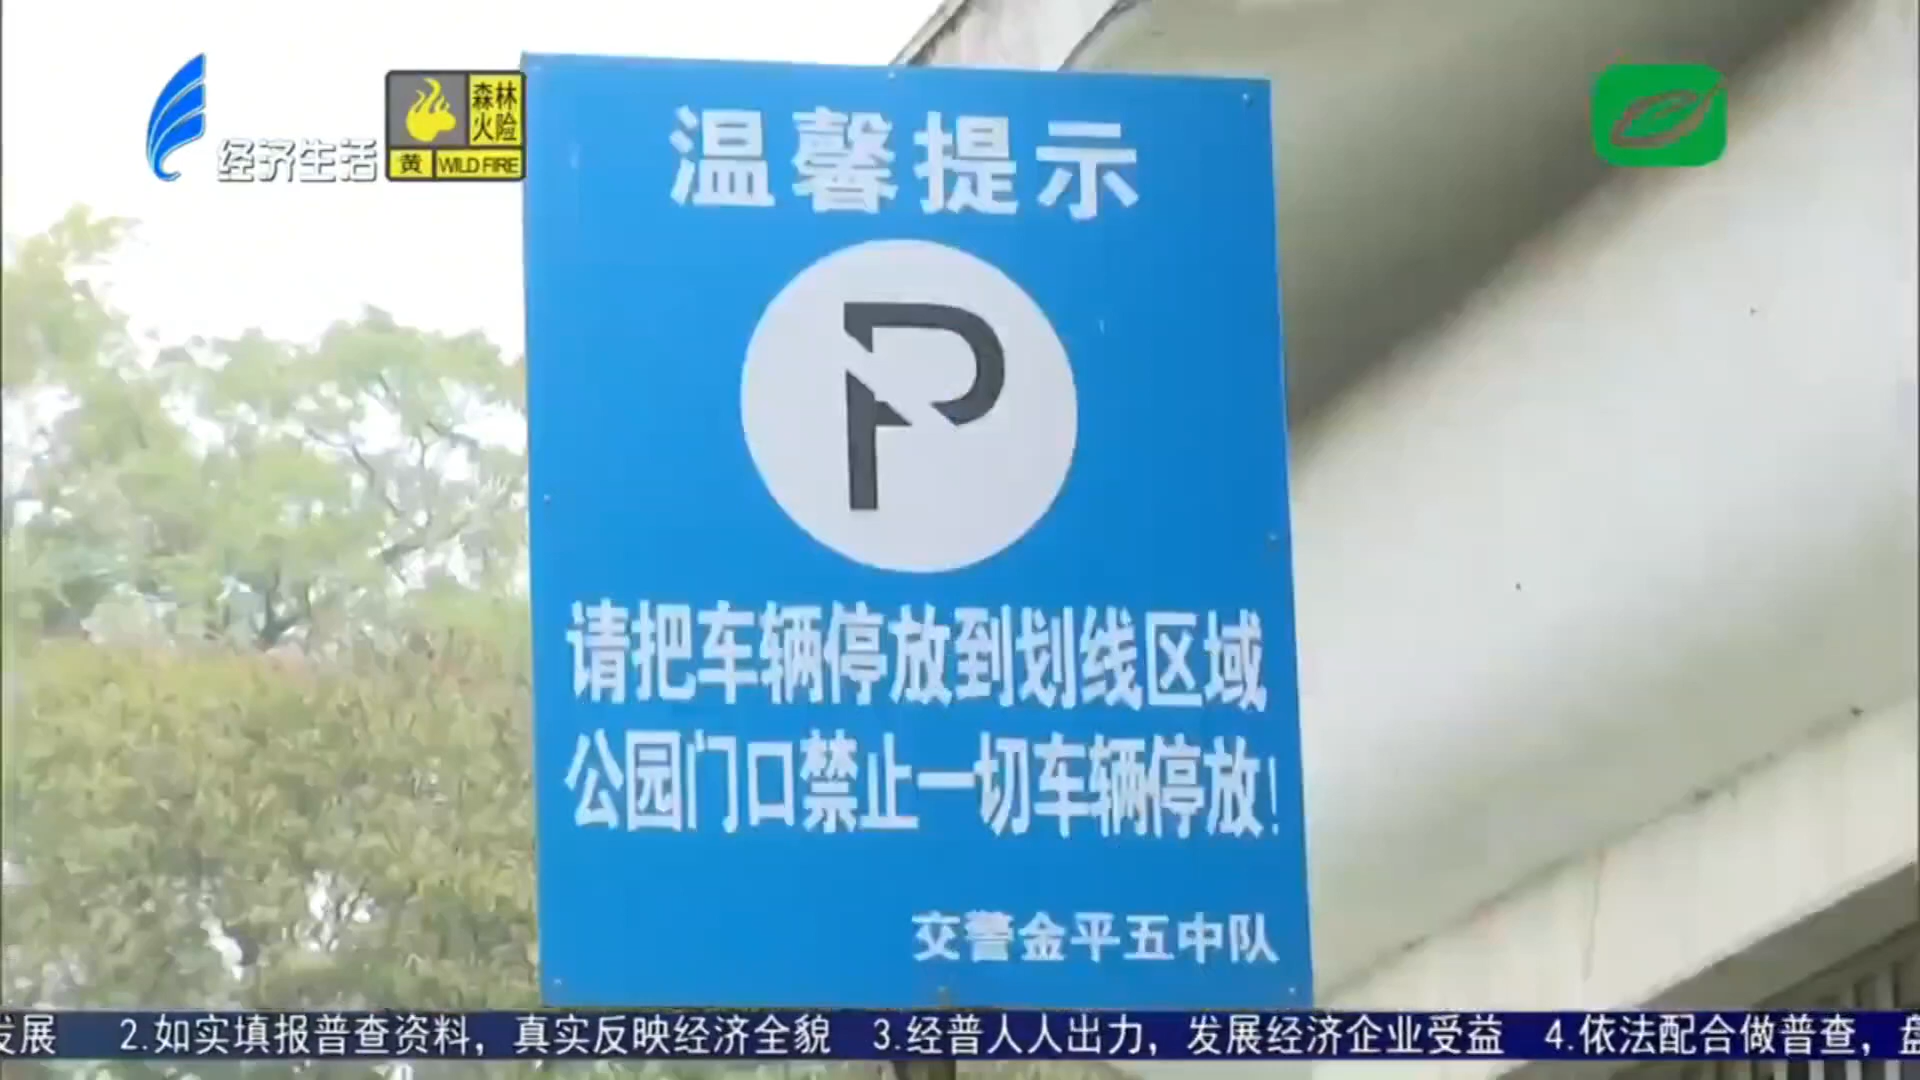 经济生活
森林
火险
黄 WILD FIRE
温馨提示
P
请把车辆停放到划线区域
公园门口禁止一切车辆停放!
交警金平五中队
发展 2.如实填报普查资料，真实反映经济全貌 3.经普人人出力，发展经济企业受益 4.依法配合做普查，